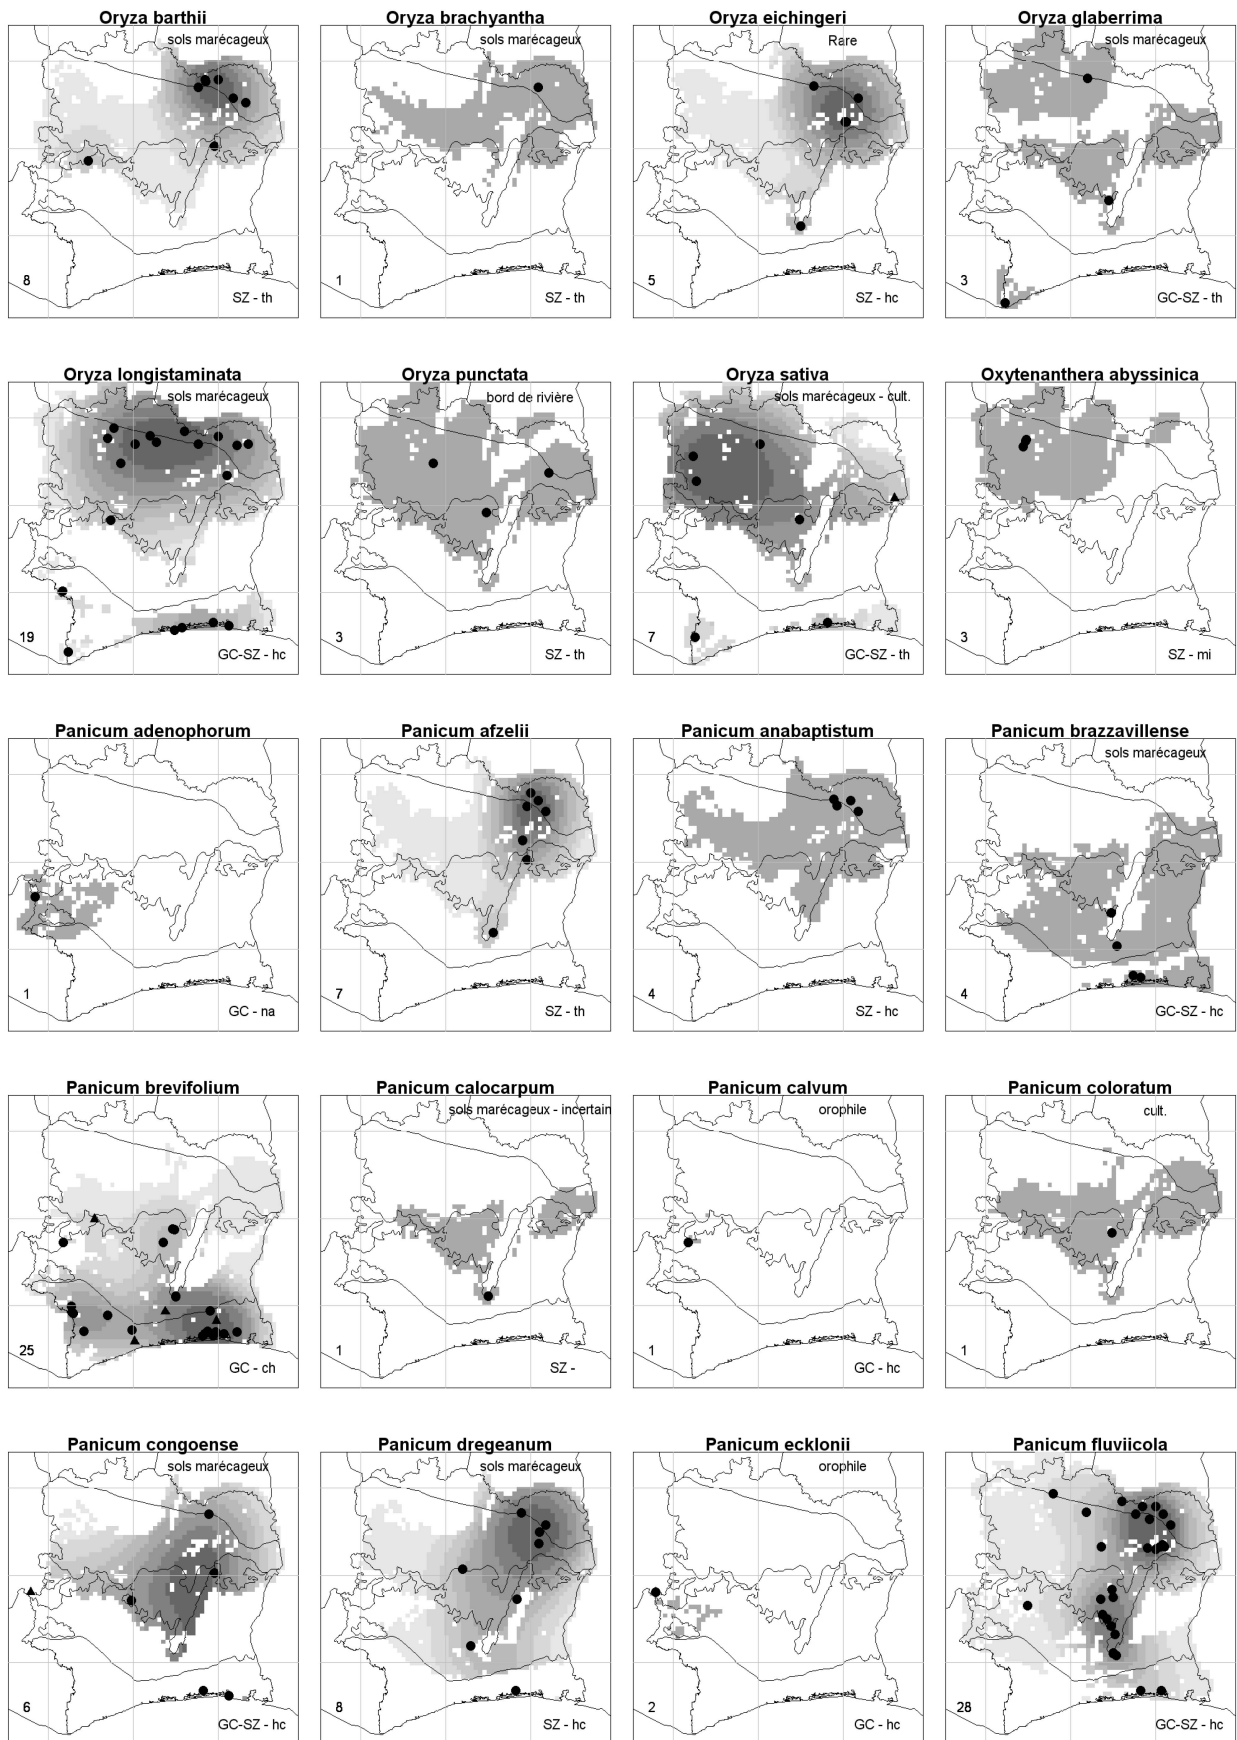 Oryza barthii
sols marécageux
8
SZ - th
Oryza brachyantha
sols marécageux
1
SZ - th
Oryza eichingeri
Rare
5
SZ - hc
Oryza glaberrima
sols marécageux
3
GC-SZ - th
Oryza longistaminata
sols marécageux
19
GC-SZ - hc
Oryza punctata
bord de rivière
3
SZ - th
Oryza sativa
sols marécageux - cult.
7
GC-SZ - th
Oxytenanthera abyssinica
3
SZ - mi
Panicum adenophorum
1
GC - na
Panicum afzelii
7
SZ - th
Panicum anabaptistum
4
SZ - hc
Panicum brazzavillense
sols marécageux
4
GC-SZ - hc
Panicum brevifolium
25
GC - ch
Panicum calocarpum
sols marécageux - incertain
1
SZ -
Panicum calvum
orophile
1
GC - hc
Panicum coloratum
cult.
1
Panicum congoense
sols marécageux
6
GC-SZ - hc
Panicum dregeanum
sols marécageux
8
SZ - hc
Panicum ecklonii
orophile
2
GC - hc
Panicum fluviicola
28
GC-SZ - hc